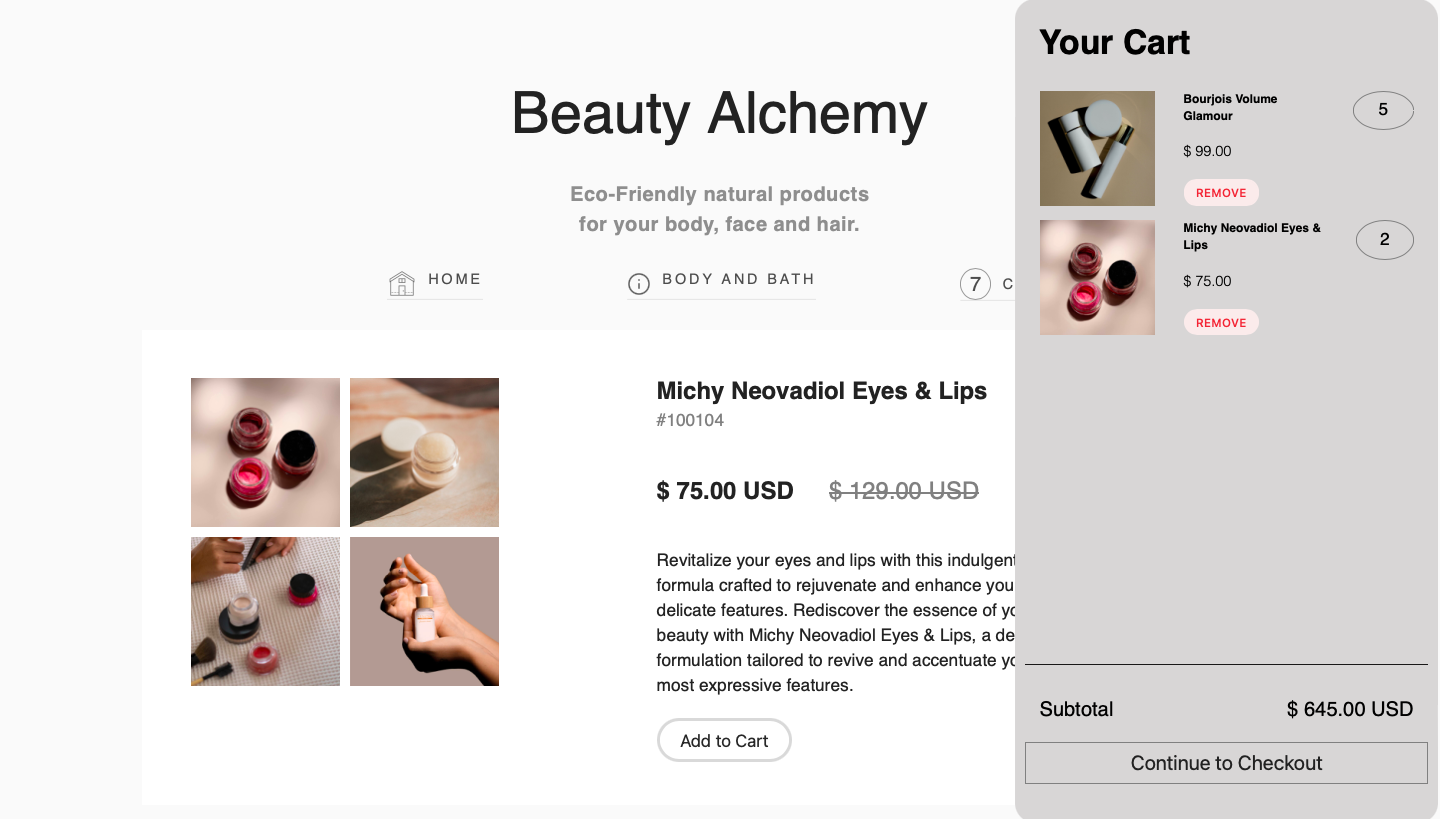 Beauty Alchemy
Eco-Friendly natural products
for your body, face and hair.
HOME
BODY AND BATH
7 C
Michy Neovadiol Eyes & Lips
#100104
$ 75.00 USD $ 129.00 USD
Revitalize your eyes and lips with this indulgent
formula crafted to rejuvenate and enhance
delicate features. Rediscover the essence of
beauty with Michy Neovadiol Eyes & Lips, a
formulation tailored to revive and accentuate
most expressive features.
Add to Cart
Your Cart
Bourjois Volume
Glamour
5
$ 99.00
REMOVE
Michy Neovadiol Eyes &
Lips
2
$ 75.00
REMOVE
Subtotal $ 645.00 USD
Continue to Checkout